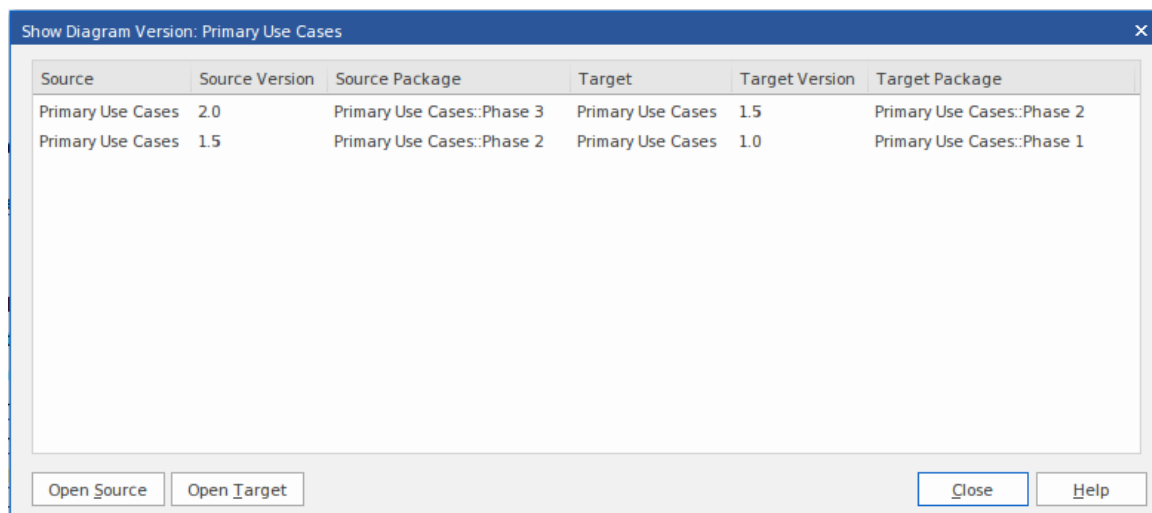 Show Diagram Version: Primary Use Cases
Source Source Version Source Package Target Target Version Target Package
Primary Use Cases 2.0 Primary Use Cases::Phase 3 Primary Use Cases 1.5 Primary Use Cases::Phase 2
Primary Use Cases 1.5 Primary Use Cases::Phase 2 Primary Use Cases 1.0 Primary Use Cases::Phase 1
Open Source Open Target Close Help